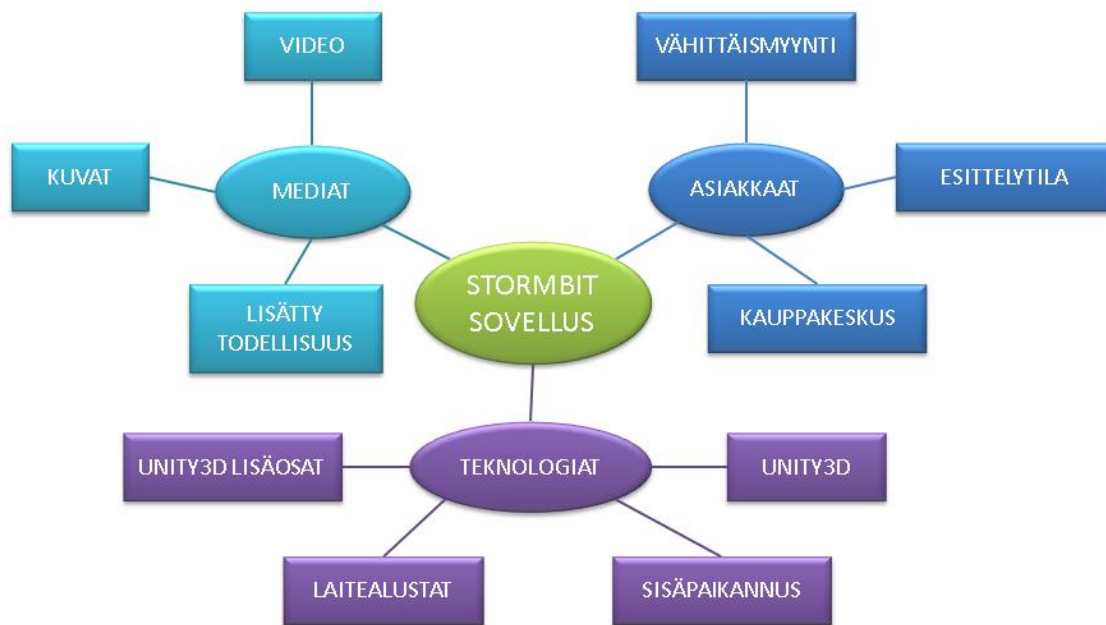 VIDEO
VÄHITTÄISMYYNTI
KUVAT
MEDIAT
ASIAKKAAT
ESITTELYTILA
STORMBIT
SOVELLUS
LISÄTTY
TODELLISUUS
KAUPPAKESKUS
UNITY3D LISÄOSAT
TEKNOLOGIAT
UNITY3D
LAITEALUSTAT
SISÄPAIKANNUS